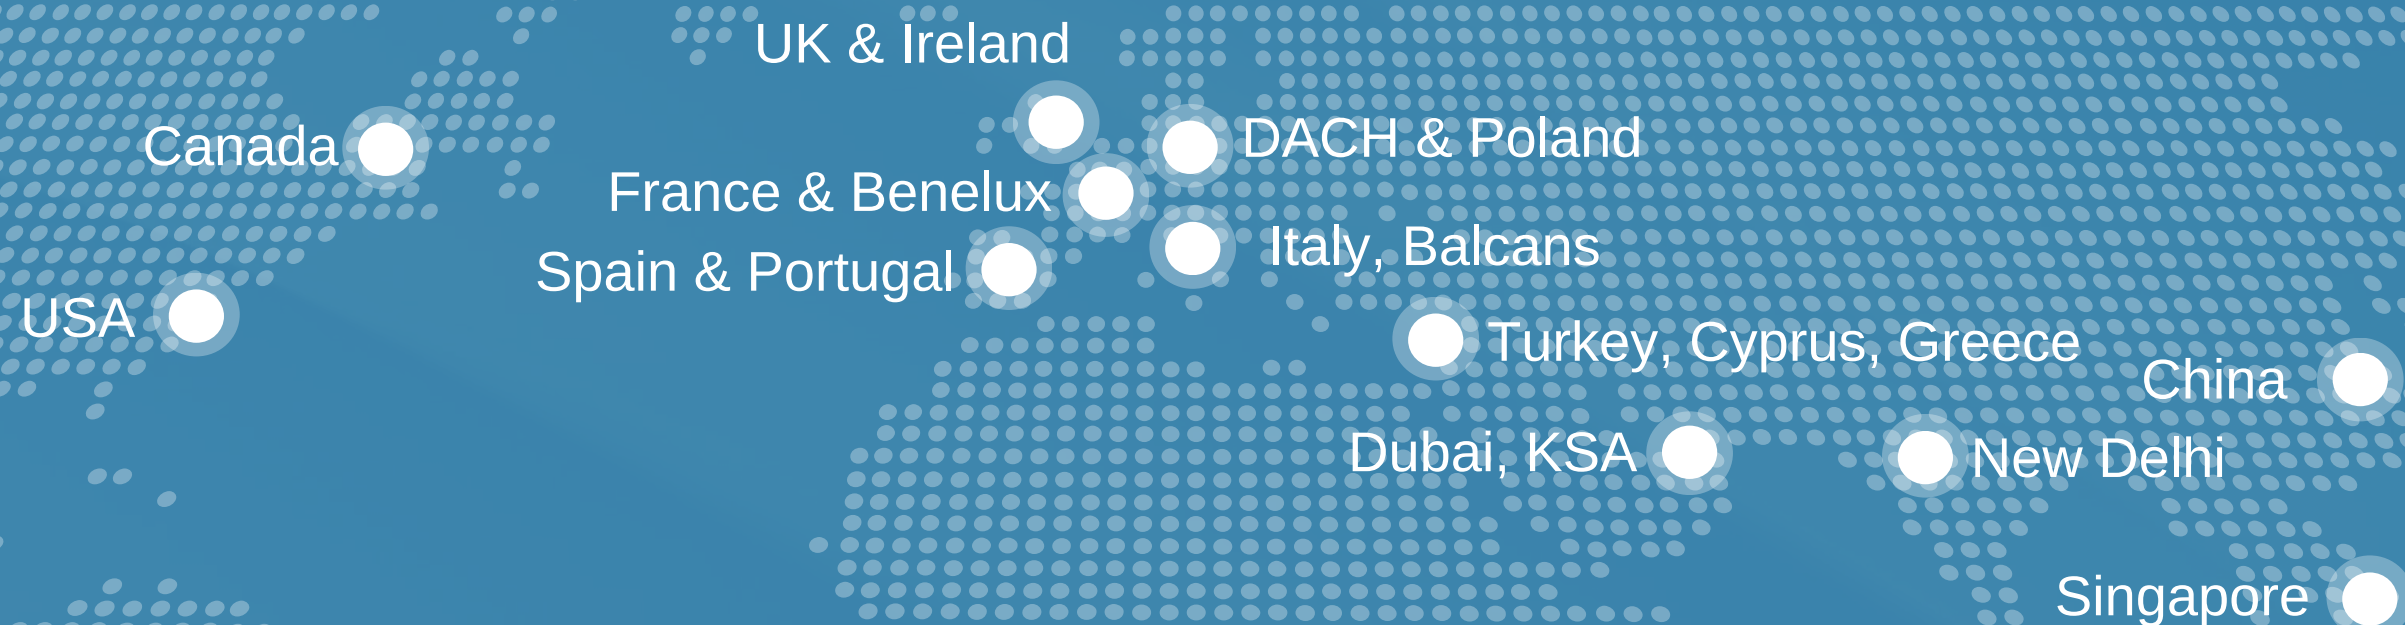 UK & Ireland
Canada
DACH & Poland
France & Benelux
Italy, Balcans
Spain & Portugal
USA
Turkey, Cyprus, Greece
China
Dubai, KSA
New Delhi
Singapore